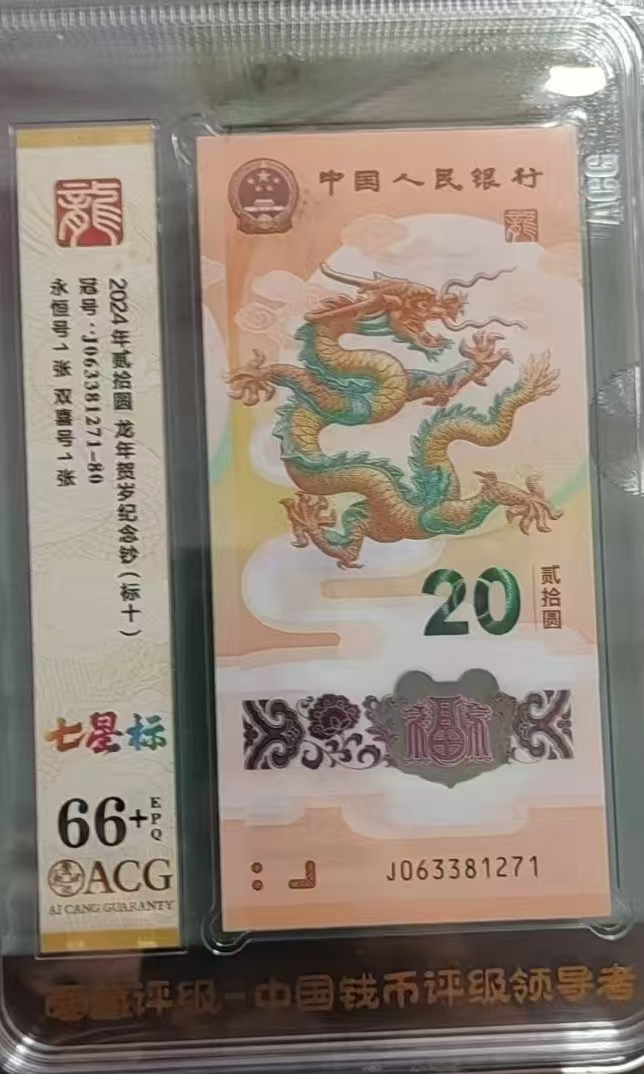 龍
2024年贰拾圆 龙年贺岁纪念钞(标十)
冠号:J063381271-80
永恒号1张 双喜号1张
七星标
66+
EPQ
ACG
AI CANG GUARANTY
中国人民银行
龍
20
贰拾圆
福
J063381271
ACG
评级-中国钱币评级领导者